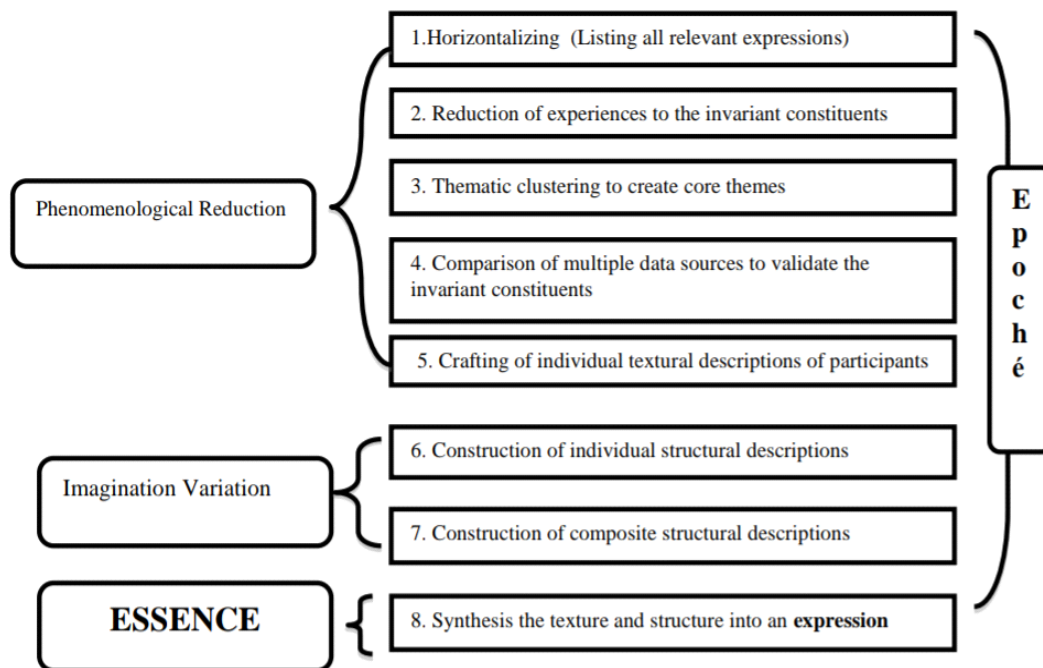 1.Horizontalizing (Listing all relevant expressions)
2. Reduction of experiences to the invariant constituents
3. Thematic clustering to create core themes
Phenomenological Reduction
4. Comparison of multiple data sources to validate the
invariant constituents
5. Crafting of individual textural descriptions of participants
6. Construction of individual structural descriptions
Imagination Variation
7. Construction of composite structural descriptions
ESSENCE
8. Synthesis the texture and structure into an expression
E
p
o
c
h
é